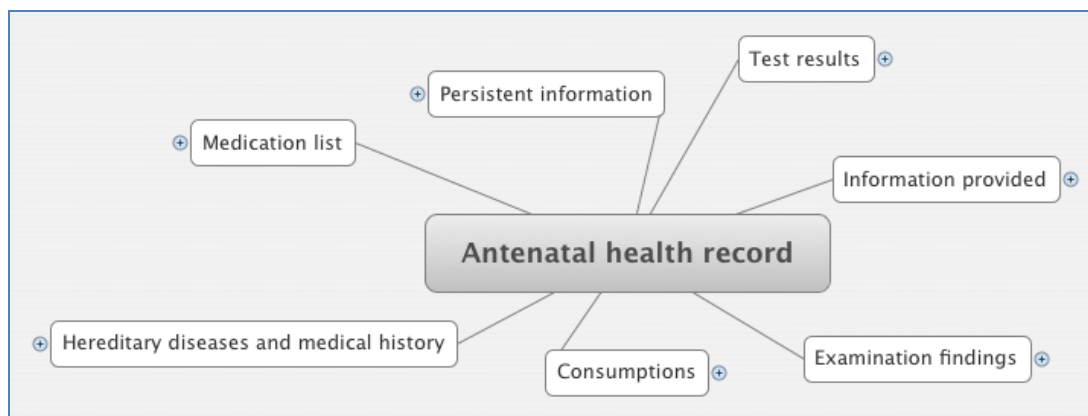 Test results
Persistent information
Medication list
Information provided
Antenatal health record
Hereditary diseases and medical history
Consumptions
Examination findings